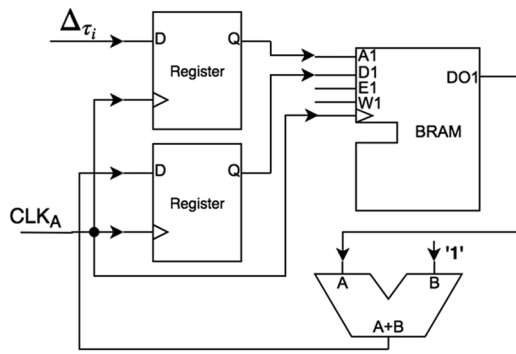 Δτi
D
Q
Register
A1
D1
E1
W1
DO1
BRAM
D
Q
Register
CLKA
'1'
A
B
A+B